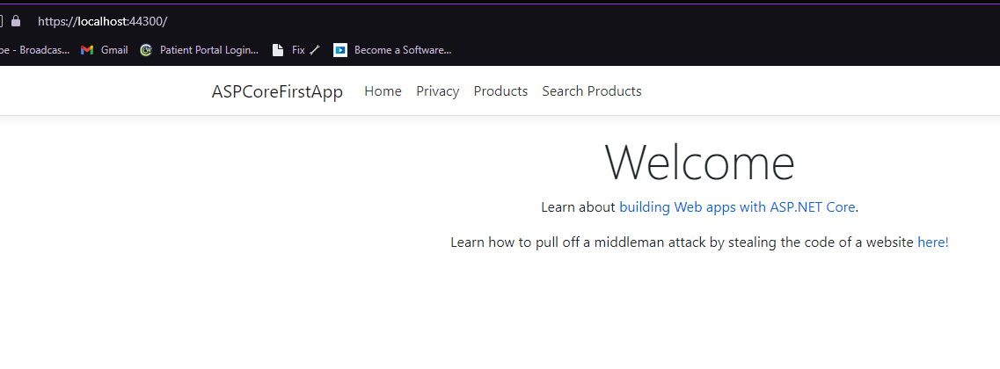 https://localhost:44300/
be - Broadcas... Gmail Patient Portal Login... Fix Become a Software...
ASPCoreFirstApp Home Privacy Products Search Products
Welcome
Learn about building Web apps with ASP.NET Core.
Learn how to pull off a middleman attack by stealing the code of a website here!